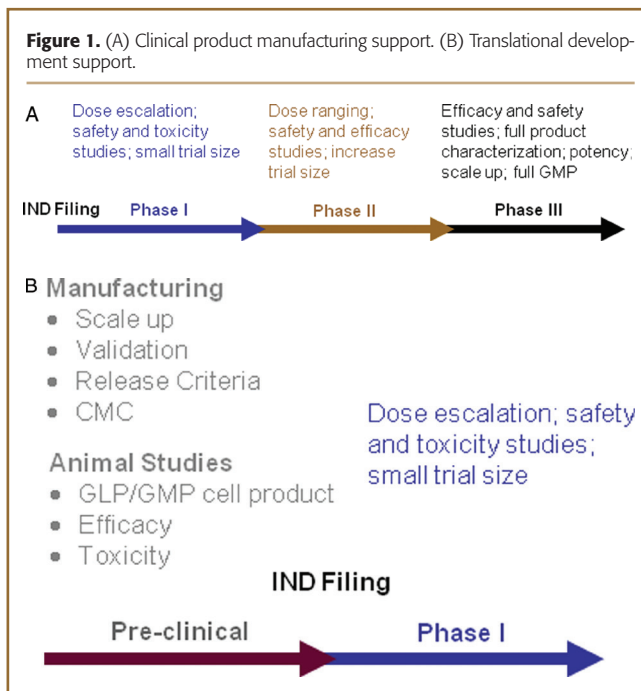 Figure 1. (A) Clinical product manufacturing support. (B) Translational develop-
ment support.
A
Dose escalation;
safety and toxicity
studies; small trial size
Dose ranging;
safety and efficacy
studies; increase
trial size
Efficacy and safety
studies; full product
characterization; potency;
scale up; full GMP
IND Filing
Phase I
Phase II
Phase III
B
Manufacturing
• Scale up
• Validation
• Release Criteria
• CMC
Animal Studies
• GLP/GMP cell product
• Efficacy
• Toxicity
Dose escalation; safety
and toxicity studies;
small trial size
IND Filing
Pre-clinical
Phase I